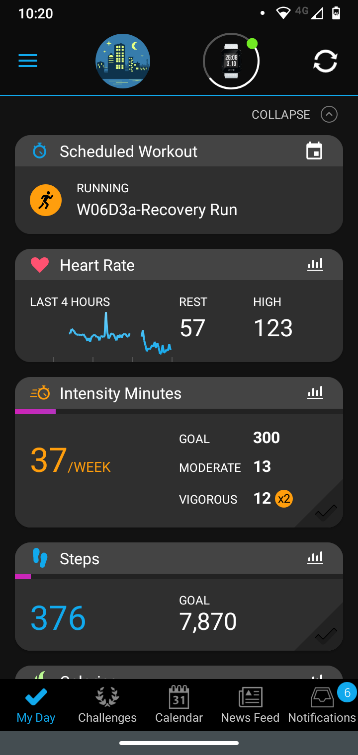 10:20
4G
COLLAPSE
Scheduled Workout
RUNNING
W06D3a-Recovery Run
Heart Rate
LAST 4 HOURS
REST
HIGH
57
123
Intensity Minutes
37/WEEK
GOAL 300
MODERATE 13
VIGOROUS 12 x2
Steps
376
GOAL
7,870
31
6
My Day
Challenges
Calendar
News Feed
Notifications